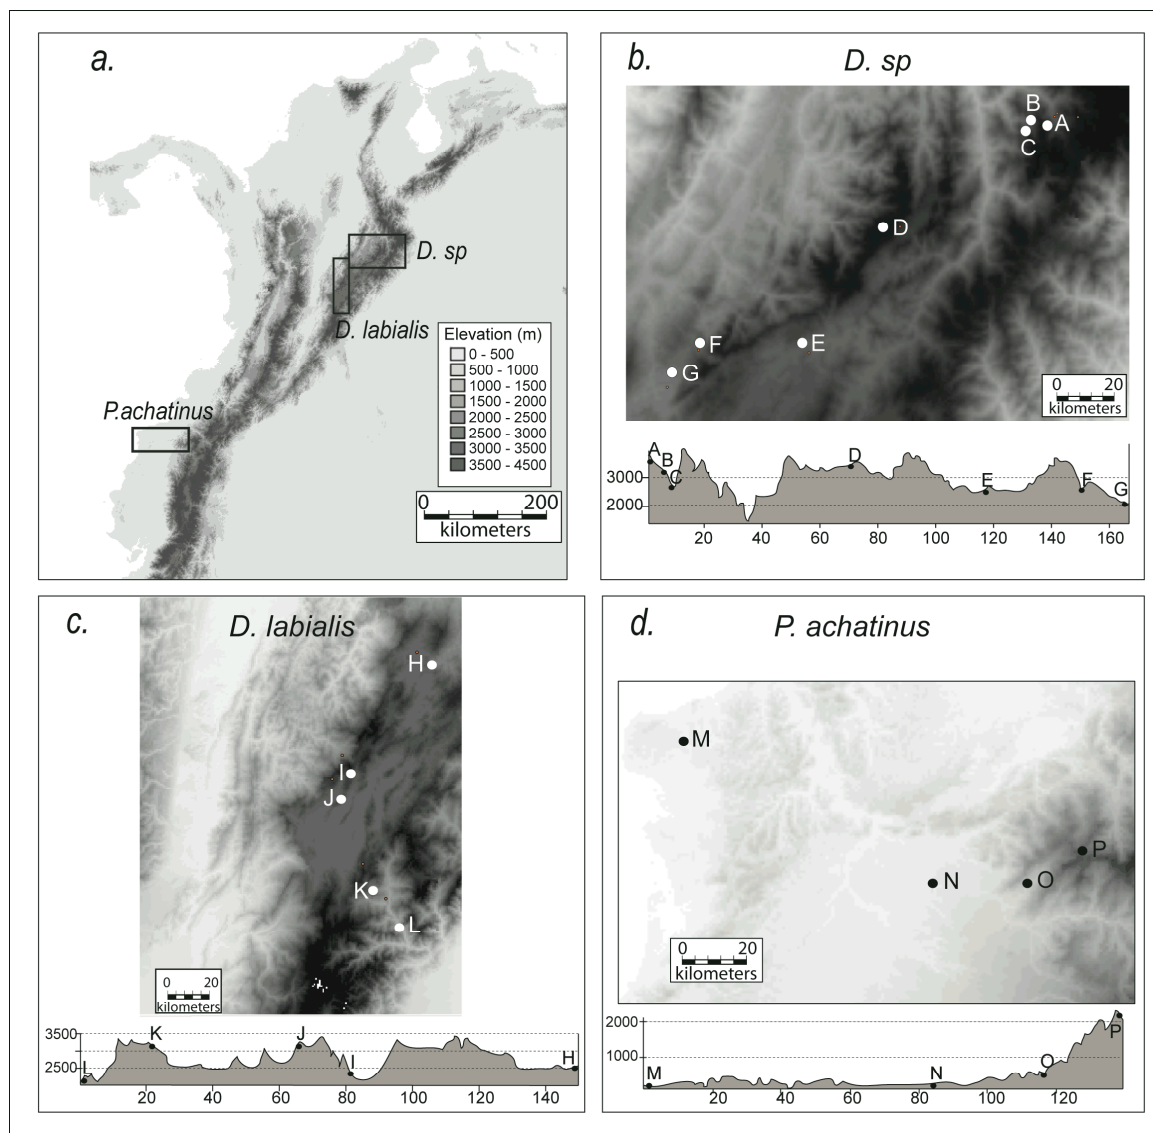 a.
D. sp
D. labialis
P.achatinus
Elevation (m)
0 - 500
500 - 1000
1000 - 1500
1500 - 2000
2000 - 2500
2500 - 3000
3000 - 3500
3500 - 4500
0 200
kilometers
b. D. sp
B
A
C
D
F E
G
0 20
kilometers
A B C D E F G
3000
2000
20 40 60 80 100 120 140 160
c. D. labialis
H
I
J
K
L
0 20
kilometers
3500
2500
L K J I H
20 40 60 80 100 120 140
d. P. achatinus
M
P
N O
0 20
kilometers
2000
1000
M N O P
20 40 60 80 100 120